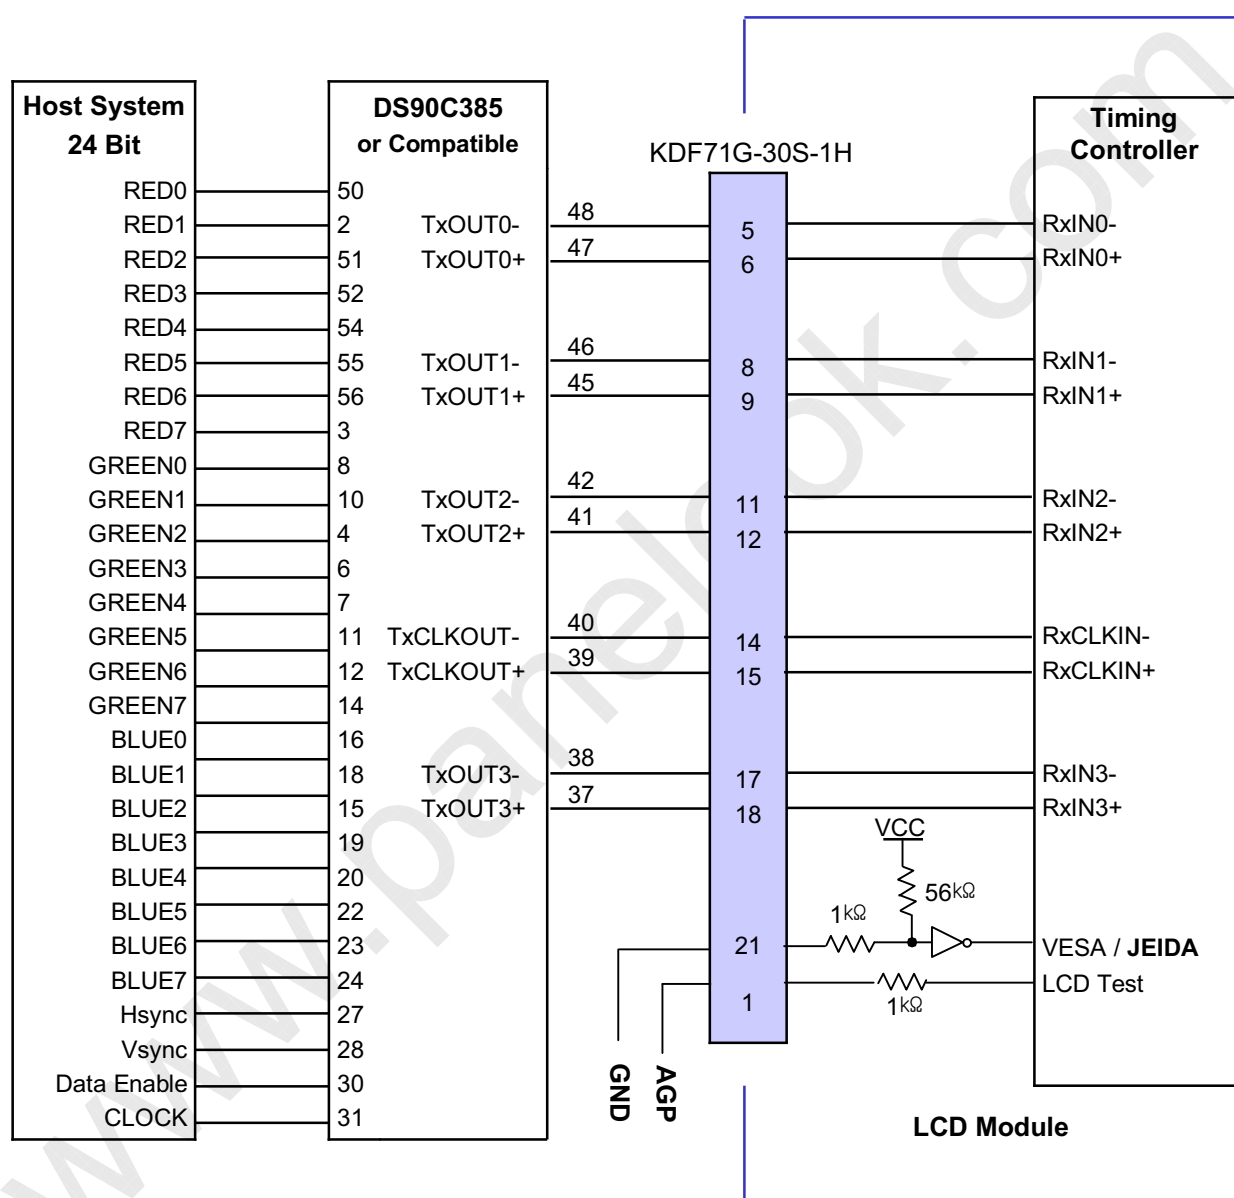 Host System
24 Bit
RED0
RED1
RED2
RED3
RED4
RED5
RED6
RED7
GREEN0
GREEN1
GREEN2
GREEN3
GREEN4
GREEN5
GREEN6
GREEN7
BLUE0
BLUE1
BLUE2
BLUE3
BLUE4
BLUE5
BLUE6
BLUE7
Hsync
Vsync
Data Enable
CLOCK
DS90C385
or Compatible
50
2 TxOUT0-
51 TxOUT0+
52
54
55 TxOUT1-
56 TxOUT1+
3
8
10 TxOUT2-
4 TxOUT2+
6
7
11 TxCLKOUT-
12 TxCLKOUT+
14
16
18 TxOUT3-
15 TxOUT3+
19
20
22
23
24
27
28
30
31
48
47
46
45
42
41
40
39
38
37
KDF71G-30S-1H
5
6
8
9
11
12
14
15
17
18
21
1
GND
AGP
VCC
56kΩ
1kΩ
1kΩ
Timing
Controller
RxIN0-
RxIN0+
RxIN1-
RxIN1+
RxIN2-
RxIN2+
RxCLKIN-
RxCLKIN+
RxIN3-
RxIN3+
VESA / JEIDA
LCD Test
LCD Module
www.panelook.com